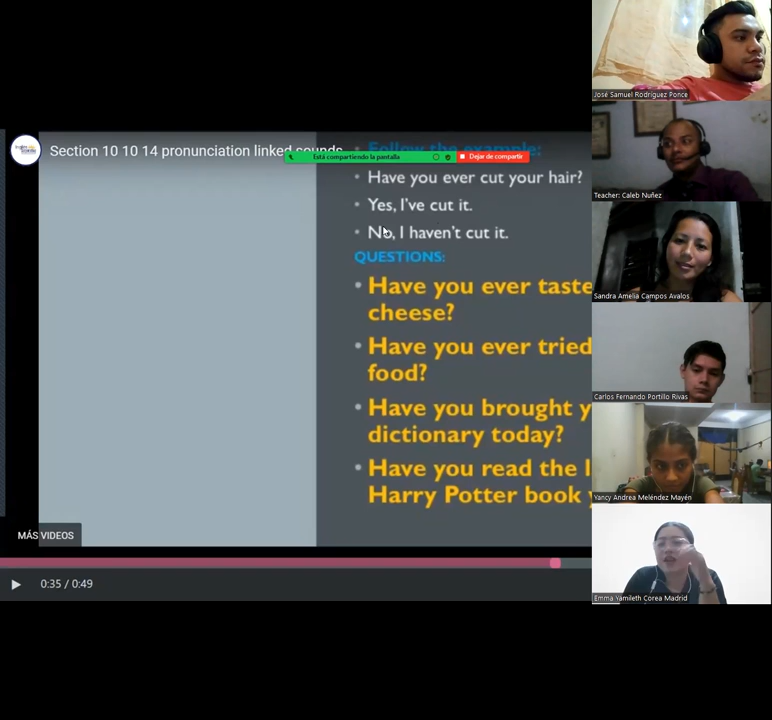 José Samuel Rodriguez Ponce
Section 10 10 14 pronunciation linked sounds
Está compartiendo la pantalla
Dejar de compartir
Follow the example:
Have you ever cut your hair?
Yes, I've cut it.
No, I haven't cut it.
QUESTIONS:
Have you ever taste
cheese?
Have you ever tried
food?
Have you brought y
dictionary today?
Have you read the
Harry Potter book
MÁS VIDEOS
0:35 / 0:49
Teacher: Caleb Nuñez
Sandra Amelia Campos Avalos
Carlos Fernando Portillo Rivas
Yancy Andrea Meléndez Mayén
Emma Yamileth Corea Madrid